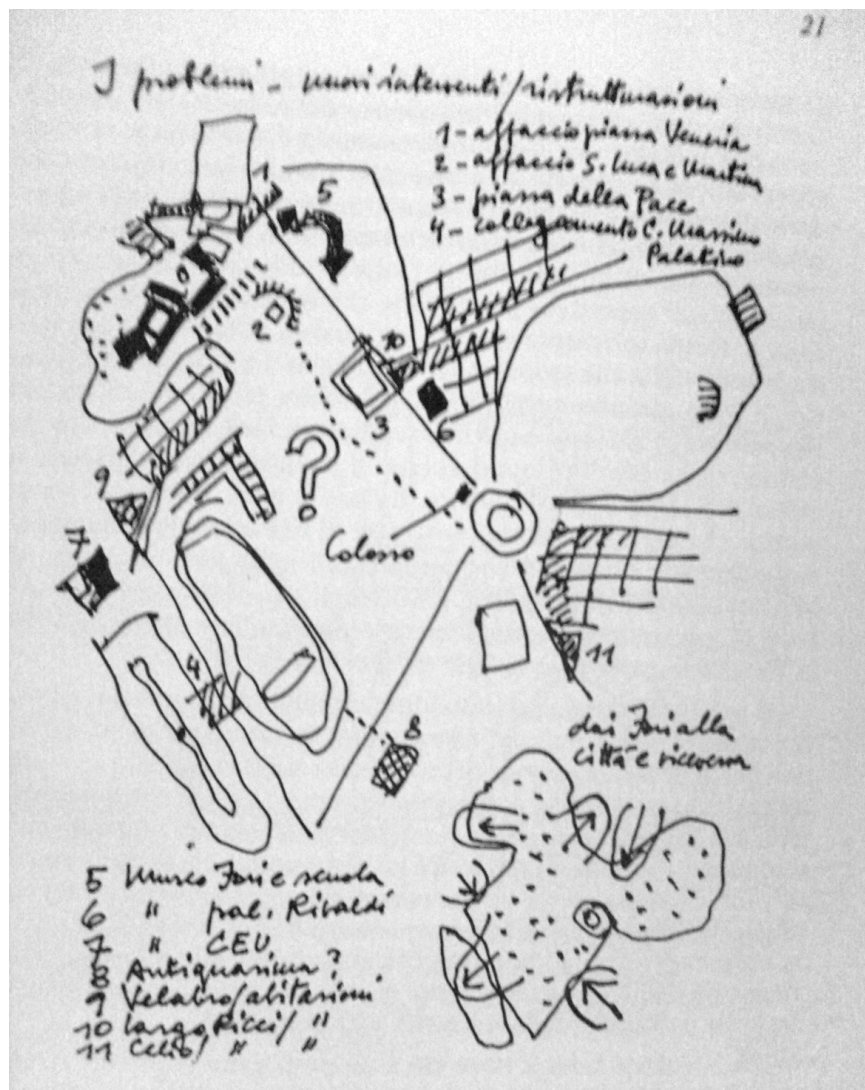 21
I problemi - nuovi interventi/ristrutturazioni
1 - affaccio piazza Venezia
2 - affaccio S. Luca e Martina
3 - piazza della Pace
4 - collegamento C. Massimo
Palatino
1
5
2
10
3
6
9
Colosso
7
4
11
8
dai Fori alla
città e viceversa
5 Museo Fori e scuola
6 " pal. Rivaldi
7 " CEU
8 Antiquarium?
9 Velabro/abitazioni
10 largo Ricci/ "
11 Celio/ " "